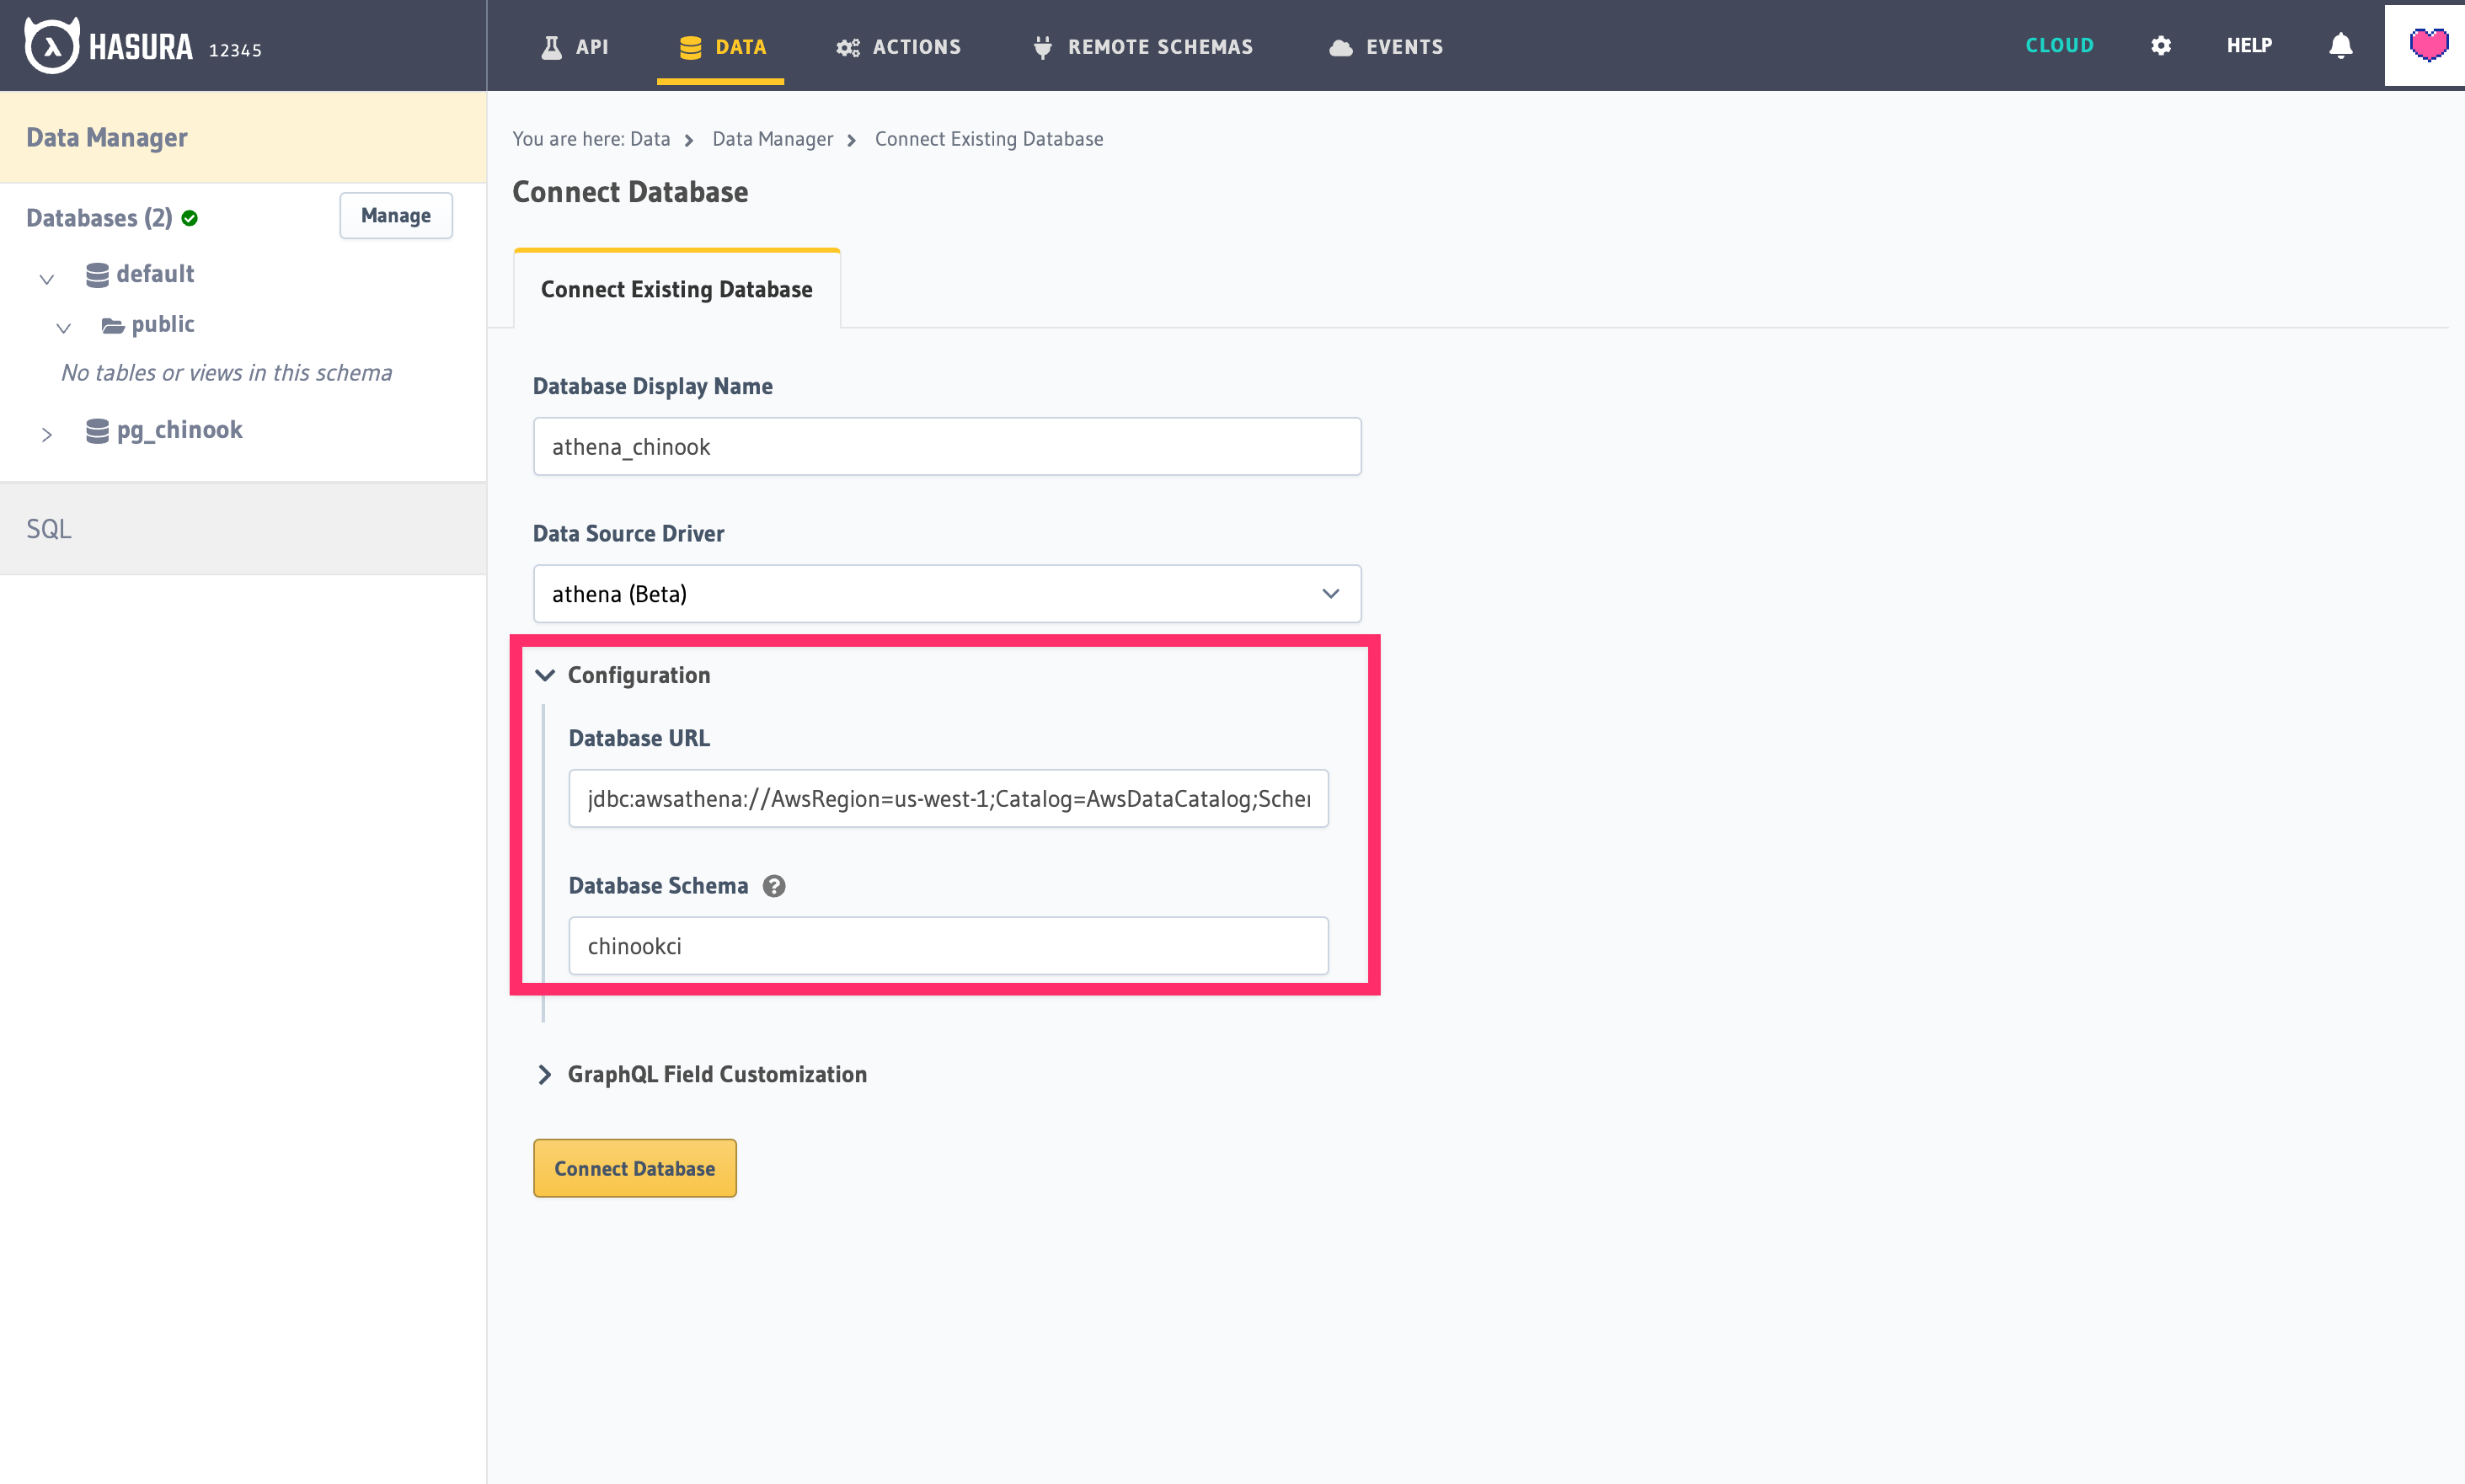 HASURA 12345
API
DATA
ACTIONS
REMOTE SCHEMAS
EVENTS
CLOUD
HELP
Data Manager
Databases (2)
Manage
default
public
No tables or views in this schema
pg_chinook
SQL
You are here: Data
Data Manager
Connect Existing Database
Connect Database
Connect Existing Database
Database Display Name
athena_chinook
Data Source Driver
athena (Beta)
Configuration
Database URL
jdbc:awsathena://AwsRegion=us-west-1;Catalog=AwsDataCatalog;Scher
Database Schema
chinookci
GraphQL Field Customization
Connect Database